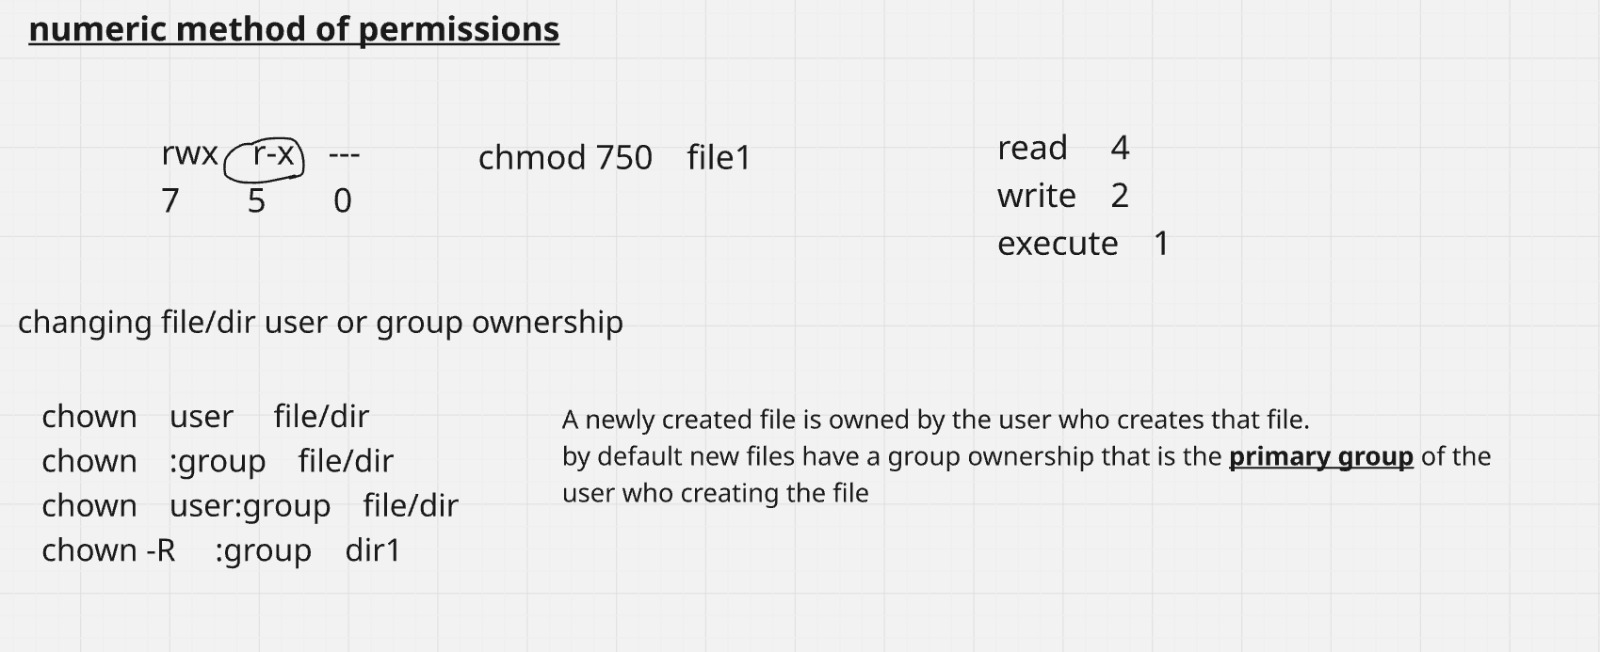 numeric method of permissions
rwx r-x ---
7 5 0
chmod 750 file1
read 4
write 2
execute 1
changing file/dir user or group ownership
chown user file/dir
chown :group file/dir
chown user:group file/dir
chown -R :group dir1
A newly created file is owned by the user who creates that file.
by default new files have a group ownership that is the primary group of the
user who creating the file